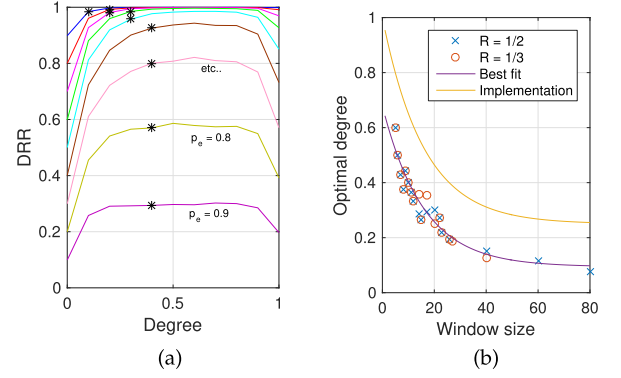 1
0.8
0.6
0.4
0.2
0
DRR
etc..
p_e = 0.8
p_e = 0.9
0 0.5 1
Degree
(a)
1
0.8
0.6
0.4
0.2
0
Optimal degree
R = 1/2
R = 1/3
Best fit
Implementation
0 20 40 60 80
Window size
(b)